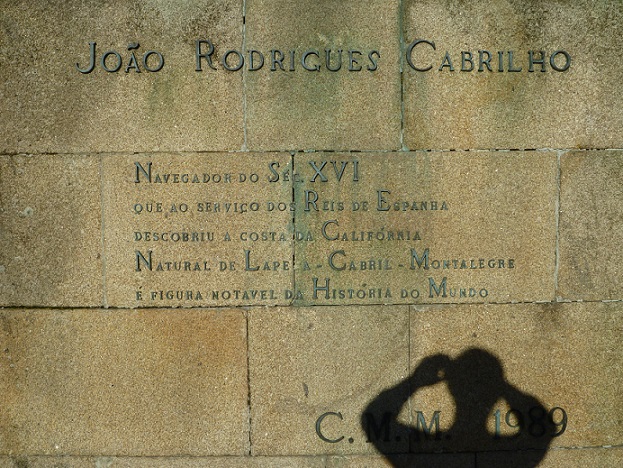 João Rodrigues Cabrilho
Navegador do Séc. XVI
que ao serviço dos Reis de Espanha
descobriu a costa da Califórnia
Natural de Lapela - Cabril - Montalegre
é figura notavel da História do Mundo
C. M. M. 1989